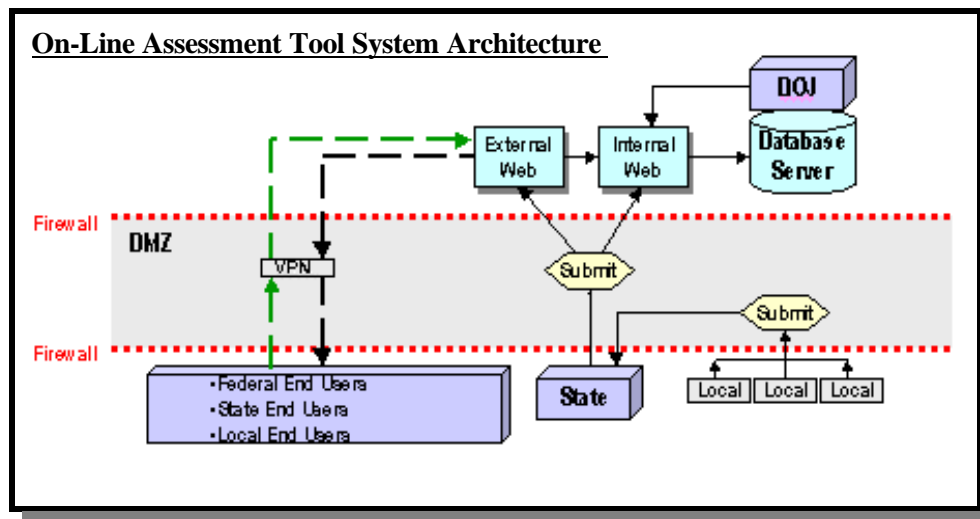 On-Line Assessment Tool System Architecture
DOJ
External
Web
Internal
Web
Database
Server
Firewall
DMZ
VPN
Submit
Submit
Firewall
•Federal End Users
•State End Users
•Local End Users
State
Local
Local
Local